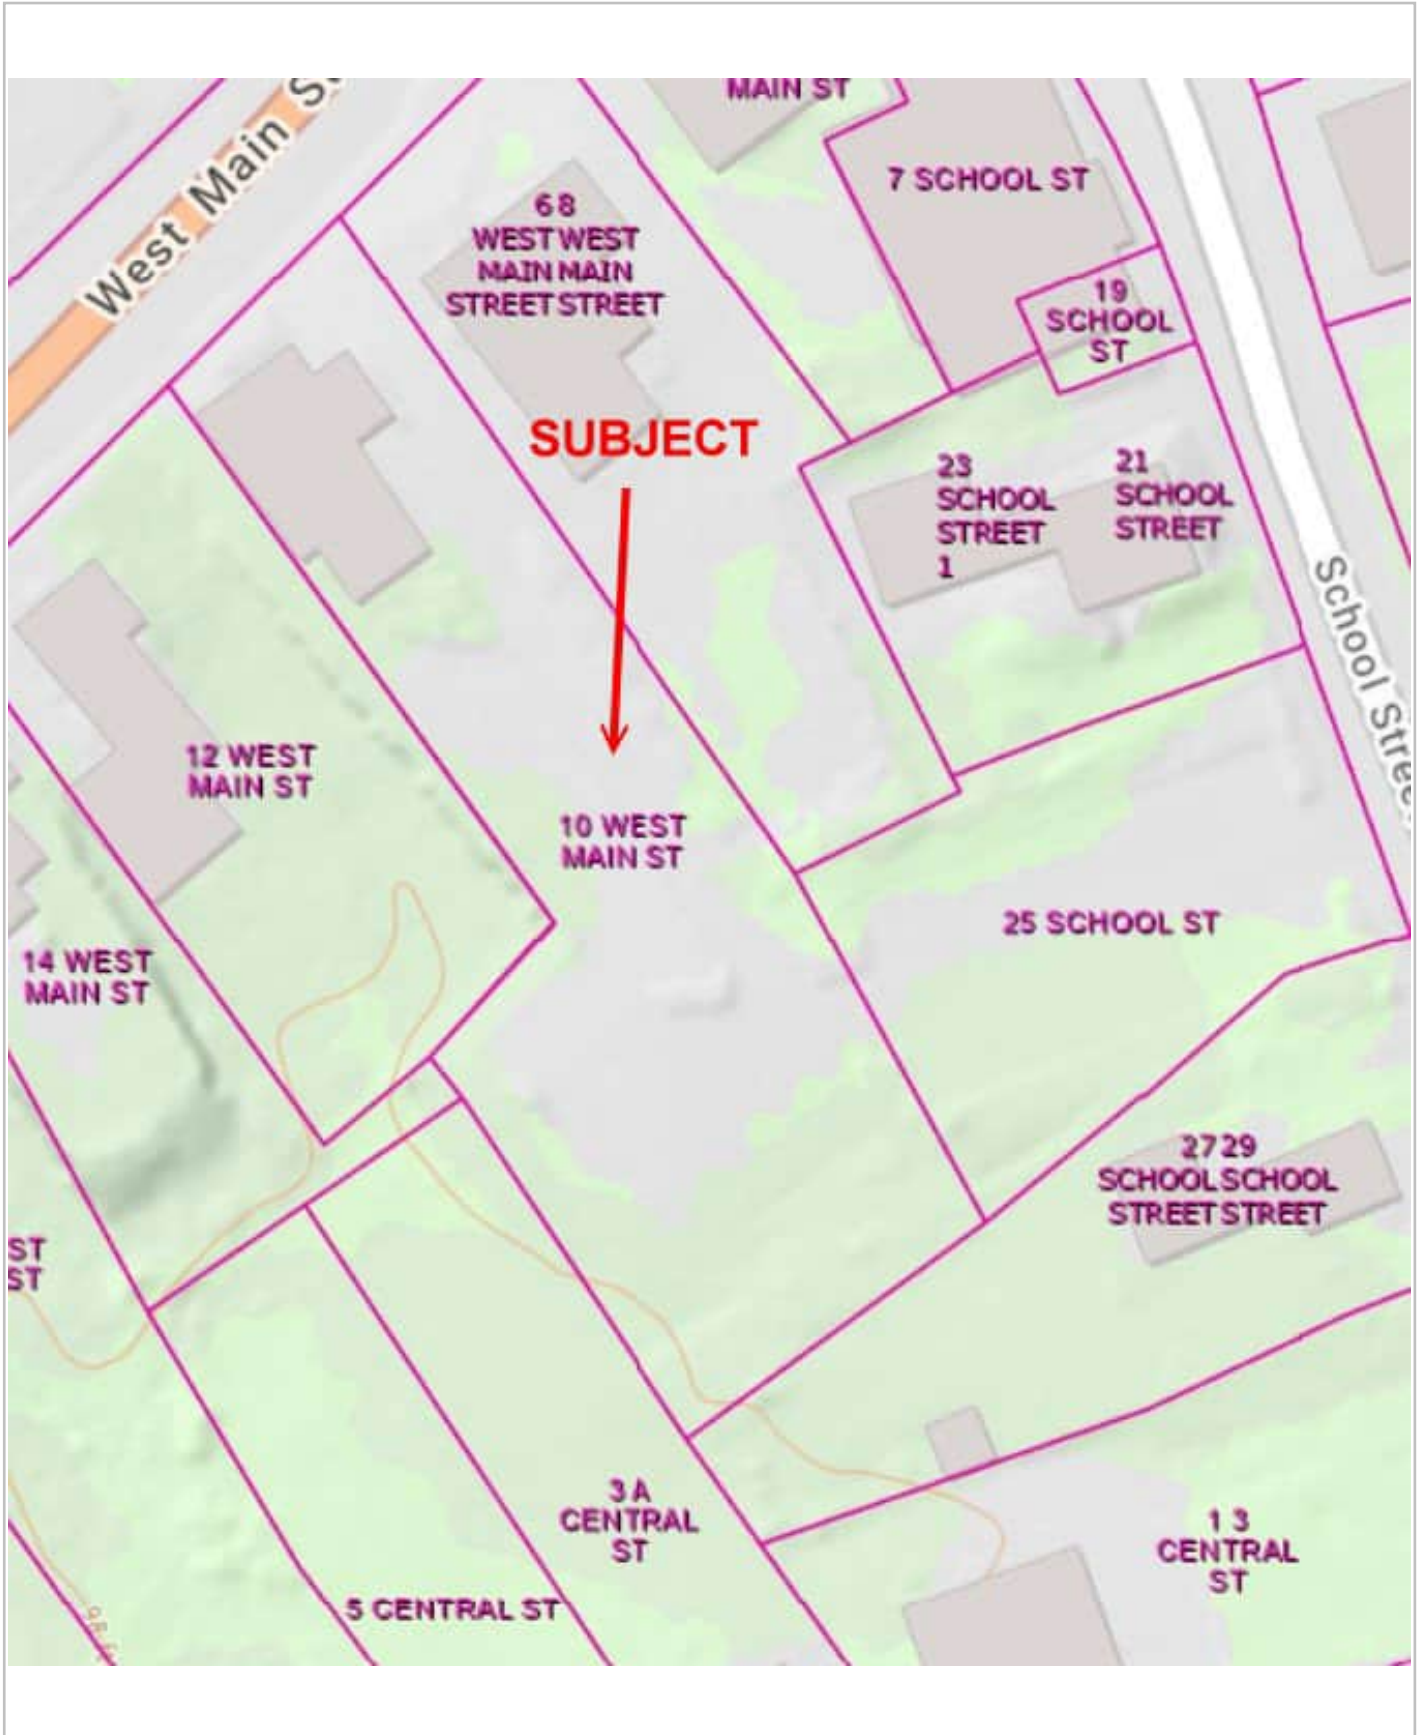 MAIN ST
West Main St
7 SCHOOL ST
6 8
WEST WEST
MAIN MAIN
STREET STREET
19
SCHOOL
ST
SUBJECT
23
SCHOOL
STREET
1
21
SCHOOL
STREET
School Street
12 WEST
MAIN ST
10 WEST
MAIN ST
25 SCHOOL ST
14 WEST
MAIN ST
27 29
SCHOOL SCHOOL
STREET STREET
ST
ST
3 A
CENTRAL
ST
1 3
CENTRAL
ST
5 CENTRAL ST